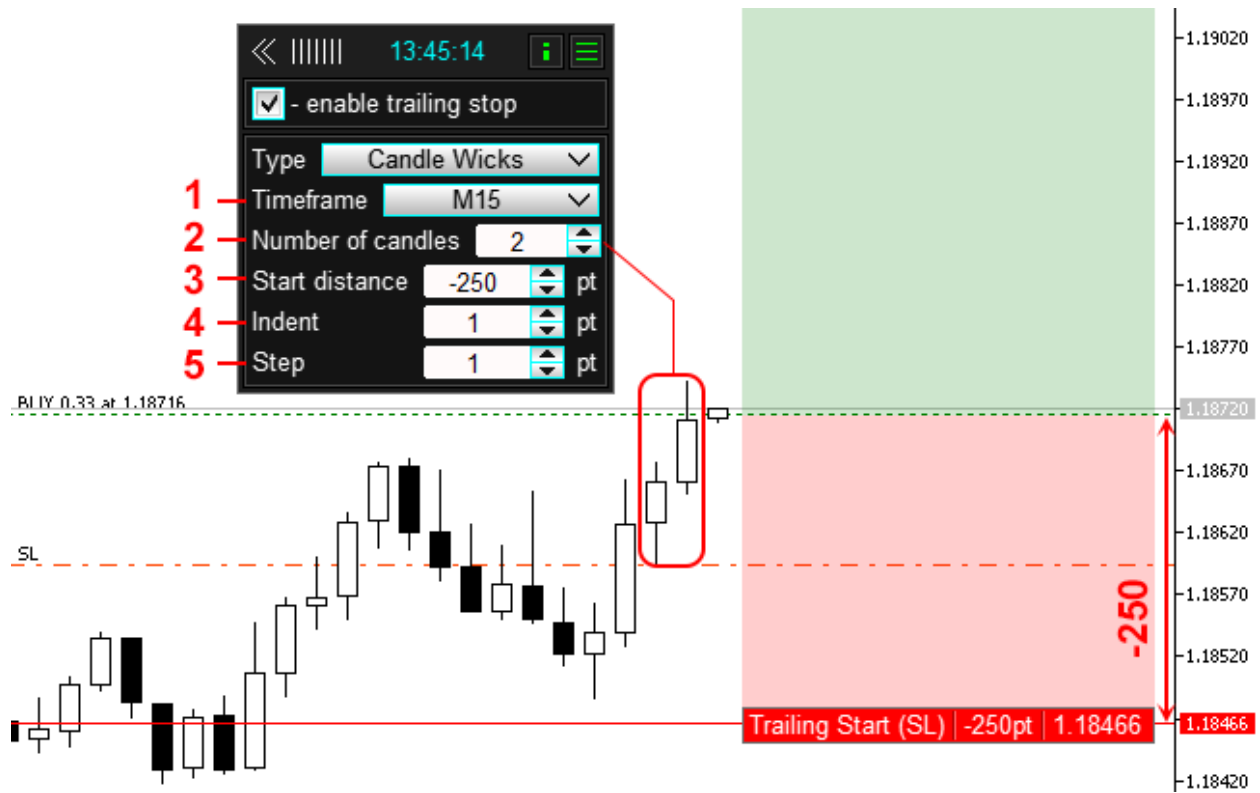 13:45:14
- enable trailing stop
Type Candle Wicks
1 Timeframe M15
2 Number of candles 2
3 Start distance -250 pt
4 Indent 1 pt
5 Step 1 pt
BUY 0.33 at 1.18716
SL
-250
Trailing Start (SL) -250pt 1.18466
1.19020
1.18970
1.18920
1.18870
1.18820
1.18770
1.18720
1.18670
1.18620
1.18570
1.18520
1.18466
1.18420